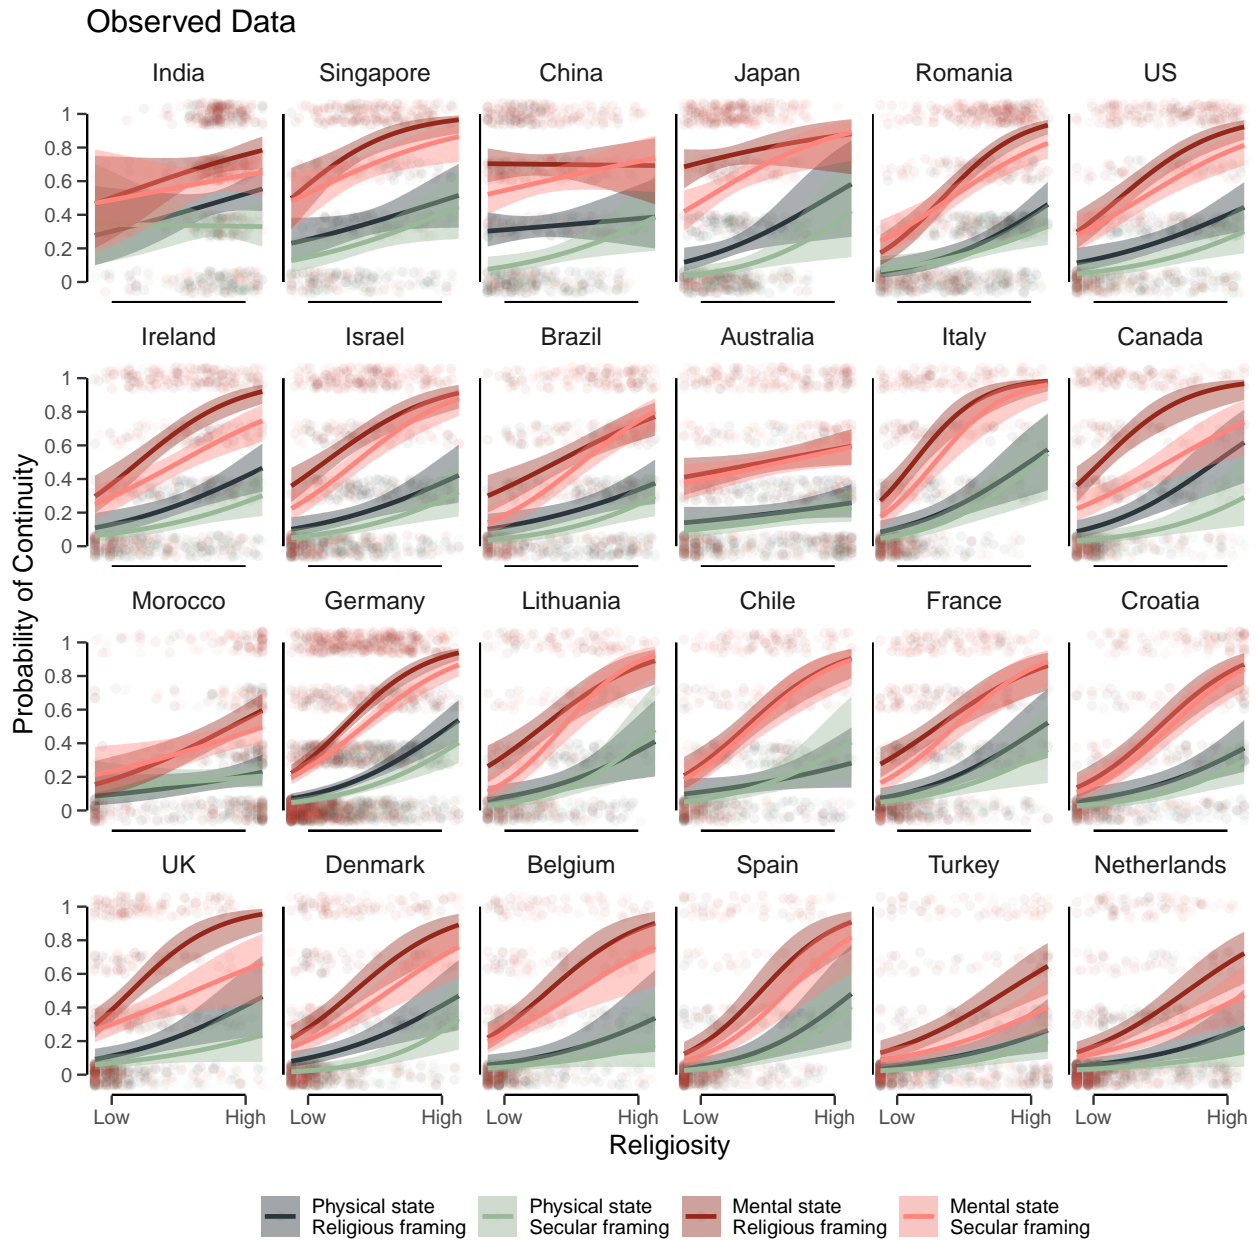 Observed Data
India Singapore China Japan Romania US
1
0.8
0.6
0.4
0.2
0
Ireland Israel Brazil Australia Italy Canada
1
0.8
0.6
0.4
0.2
0
Morocco Germany Lithuania Chile France Croatia
1
0.8
0.6
0.4
0.2
0
UK Denmark Belgium Spain Turkey Netherlands
1
0.8
0.6
0.4
0.2
0
Probability of Continuity
Low High Low High Low High Low High Low High Low High
Religiosity
Physical state
Religious framing
Physical state
Secular framing
Mental state
Religious framing
Mental state
Secular framing